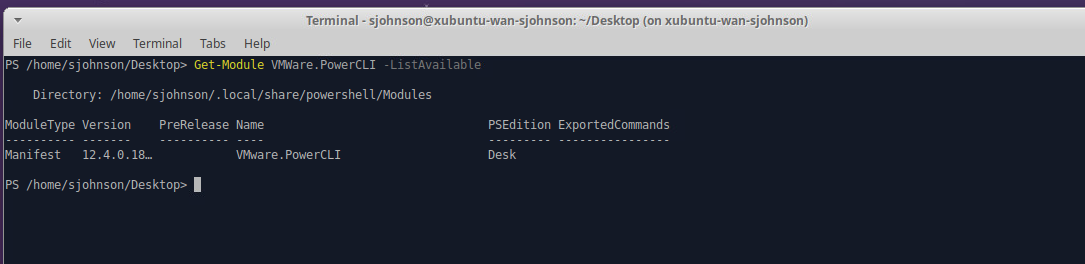 Terminal - sjohnson@xubuntu-wan-sjohnson: ~/Desktop (on xubuntu-wan-sjohnson)
File Edit View Terminal Tabs Help
PS /home/sjohnson/Desktop> Get-Module VMWare.PowerCLI -ListAvailable
    Directory: /home/sjohnson/.local/share/powershell/Modules
ModuleType Version    PreRelease Name                                PSEdition ExportedCommands
---------- -------    ---------- ----                                --------- ----------------
Manifest   12.4.0.18…            VMware.PowerCLI                     Desk
PS /home/sjohnson/Desktop>